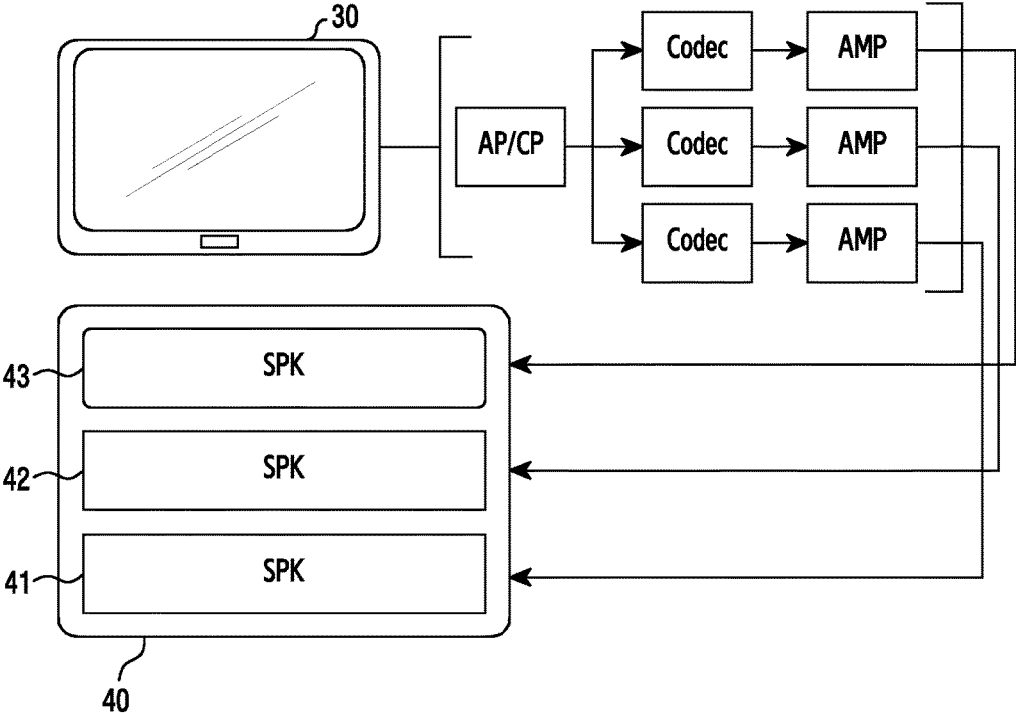 30
Codec AMP
AP/CP Codec AMP
Codec AMP
43 SPK
42 SPK
41 SPK
40